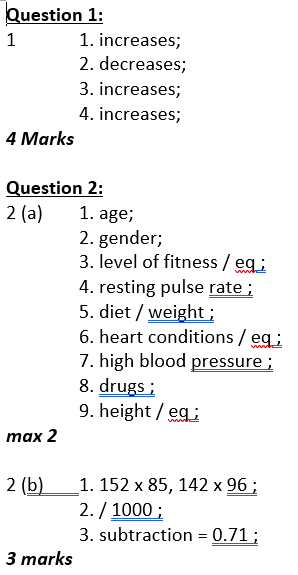 Question 1:
1 1. increases;
2. decreases;
3. increases;
4. increases;
4 Marks
Question 2:
2 (a) 1. age;
2. gender;
3. level of fitness / eq ;
4. resting pulse rate ;
5. diet / weight ;
6. heart conditions / eq ;
7. high blood pressure ;
8. drugs ;
9. height / eq ;
max 2
2 (b) 1. 152 x 85, 142 x 96 ;
2. / 1000 ;
3. subtraction = 0.71 ;
3 marks